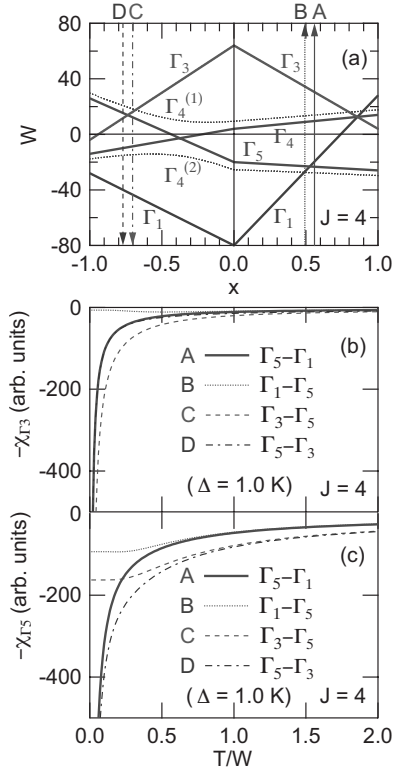 D C B A
80
40
0
-40
-80
W
(a)
Γ3
Γ3
Γ4(1)
Γ4
Γ5
Γ4(2)
Γ1
Γ1
J = 4
-1.0 -0.5 0.0 0.5 1.0
x
0
-200
-400
0
−χΓ3 (arb. units)
(b)
A Γ5−Γ1
B Γ1−Γ5
C Γ3−Γ5
D Γ5−Γ3
( Δ = 1.0 K) J = 4
-200
-400
−χΓ5 (arb. units)
(c)
A Γ5−Γ1
B Γ1−Γ5
C Γ3−Γ5
D Γ5−Γ3
( Δ = 1.0 K) J = 4
0.0 0.5 1.0 1.5 2.0
T/W